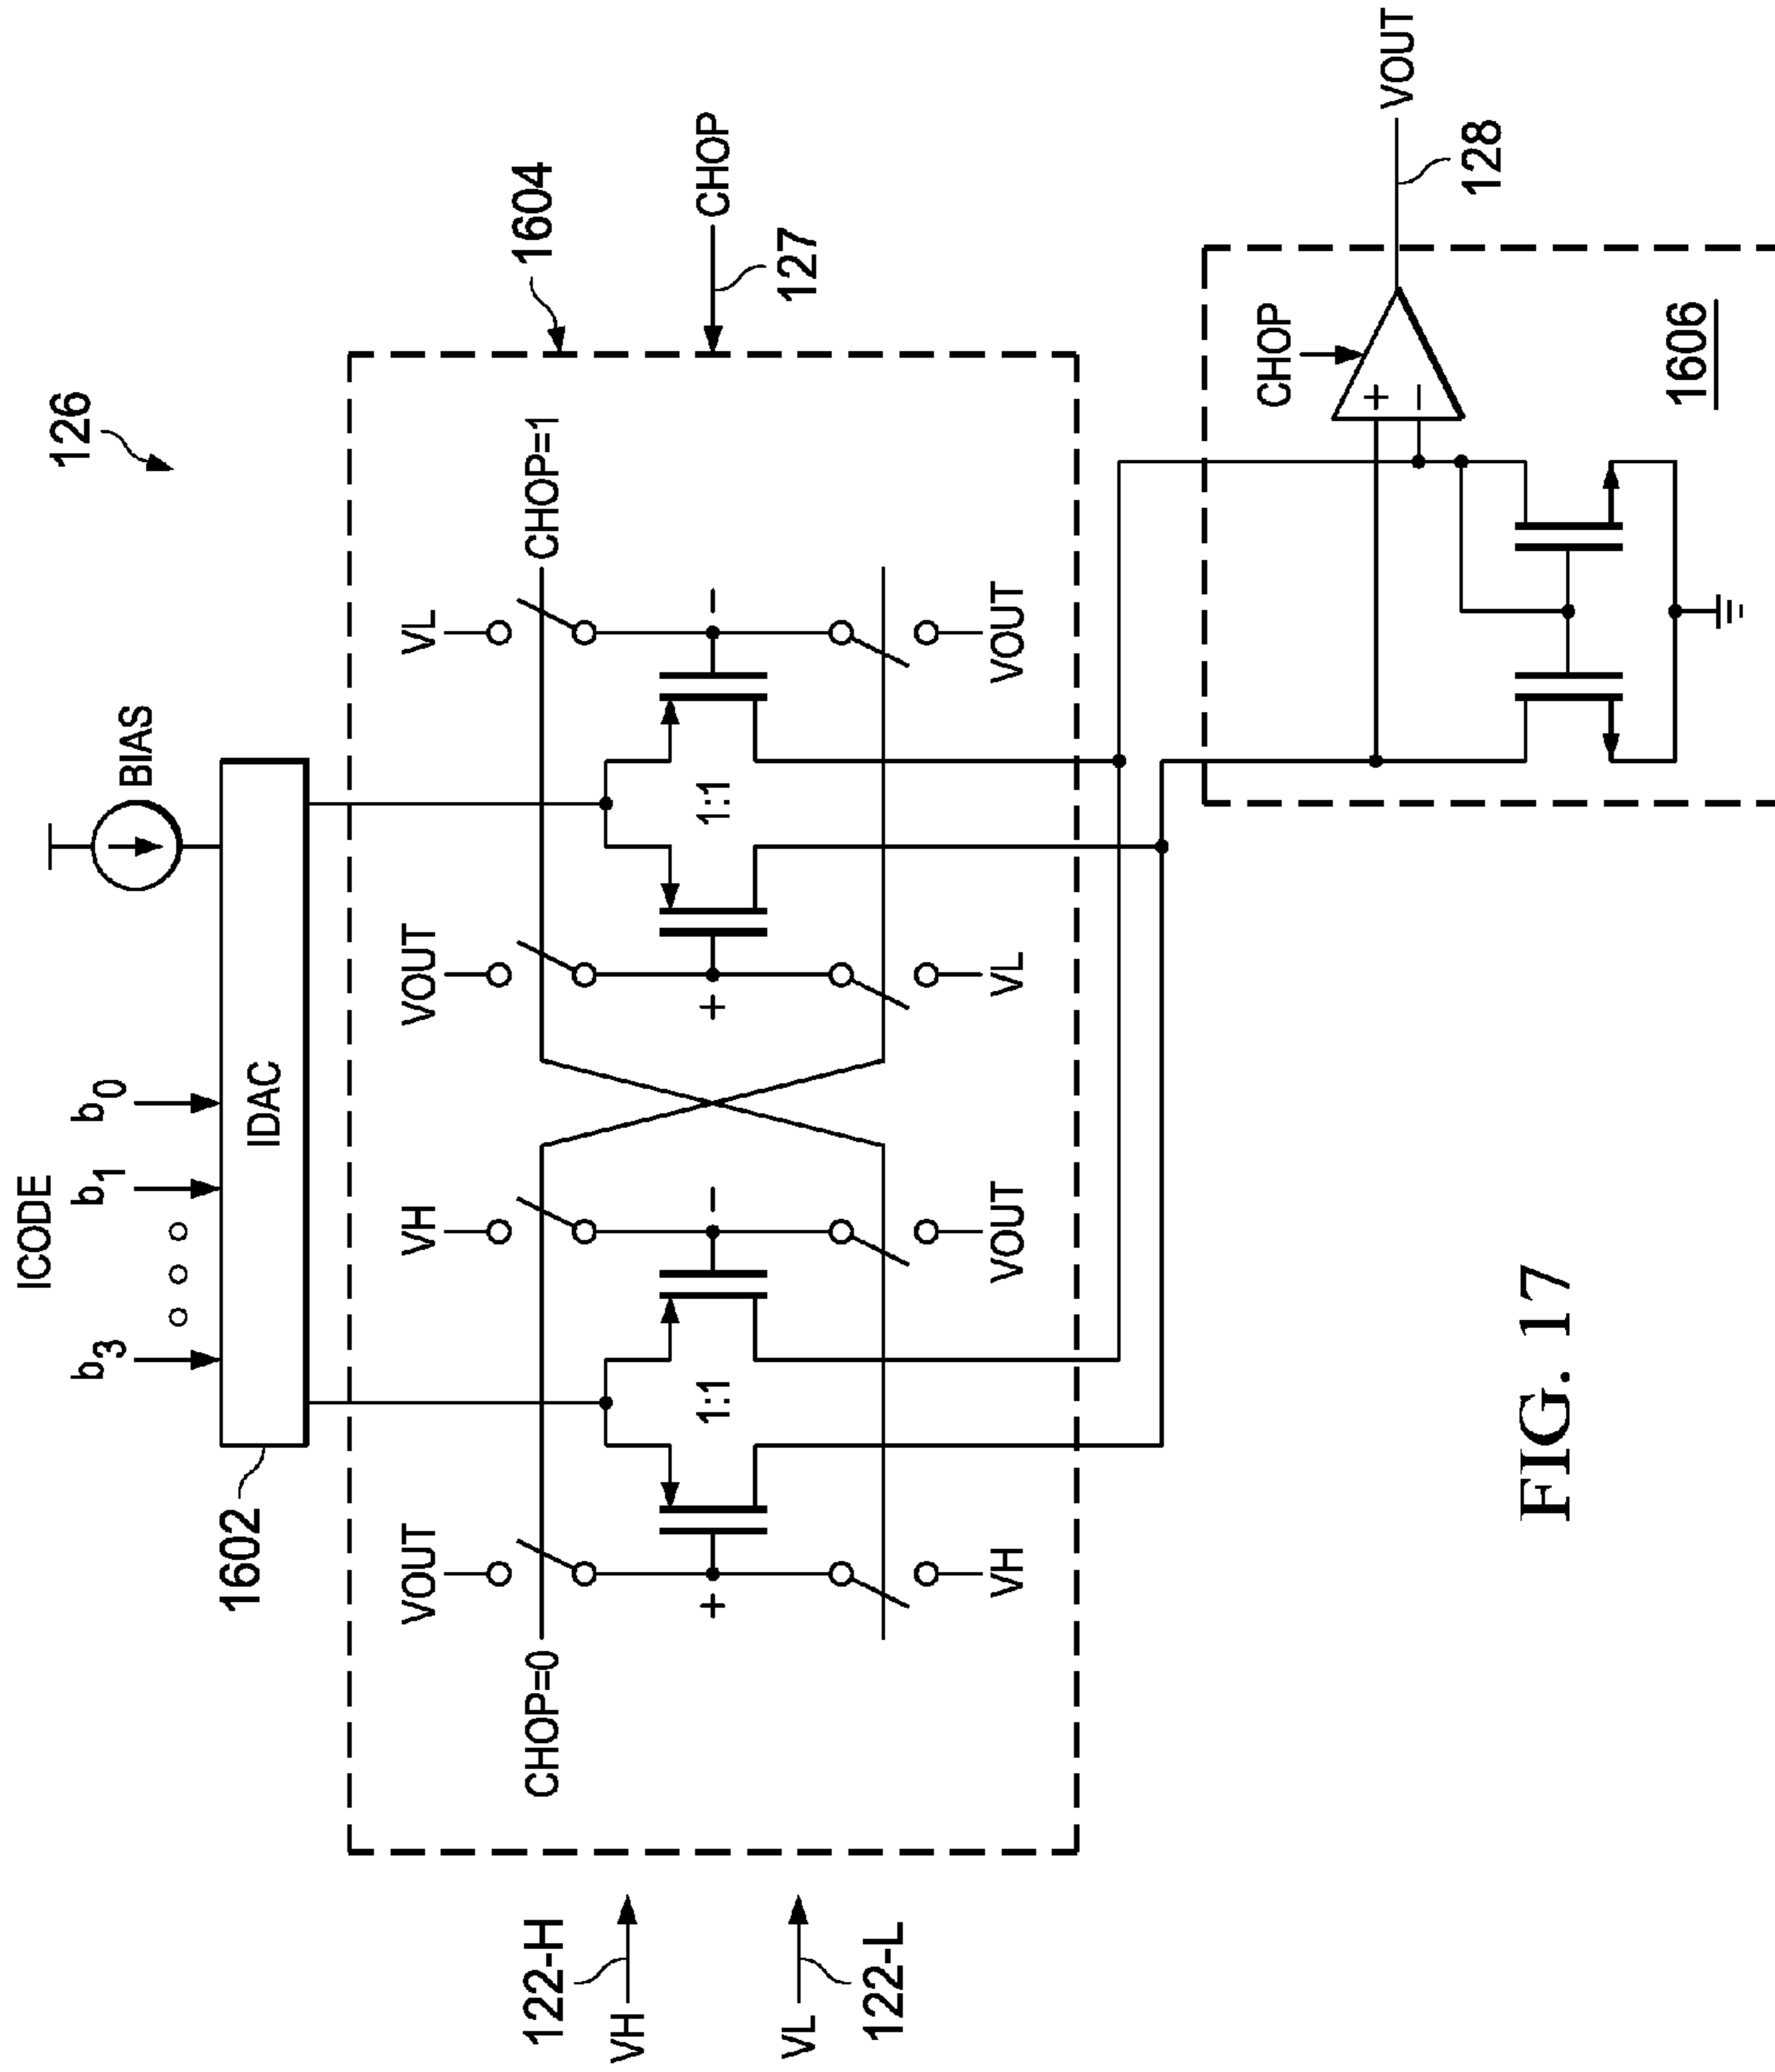 126
ICODE
b3
b1
b0
BIAS
1602
IDAC
1604
VOUT
VH
VOUT
VL
CHOP=0
CHOP=1
CHOP
127
122-H
VH
VL
122-L
+
1:1
−
+
1:1
−
VH
VOUT
VL
VOUT
CHOP
+
−
VOUT
128
1606
FIG. 17